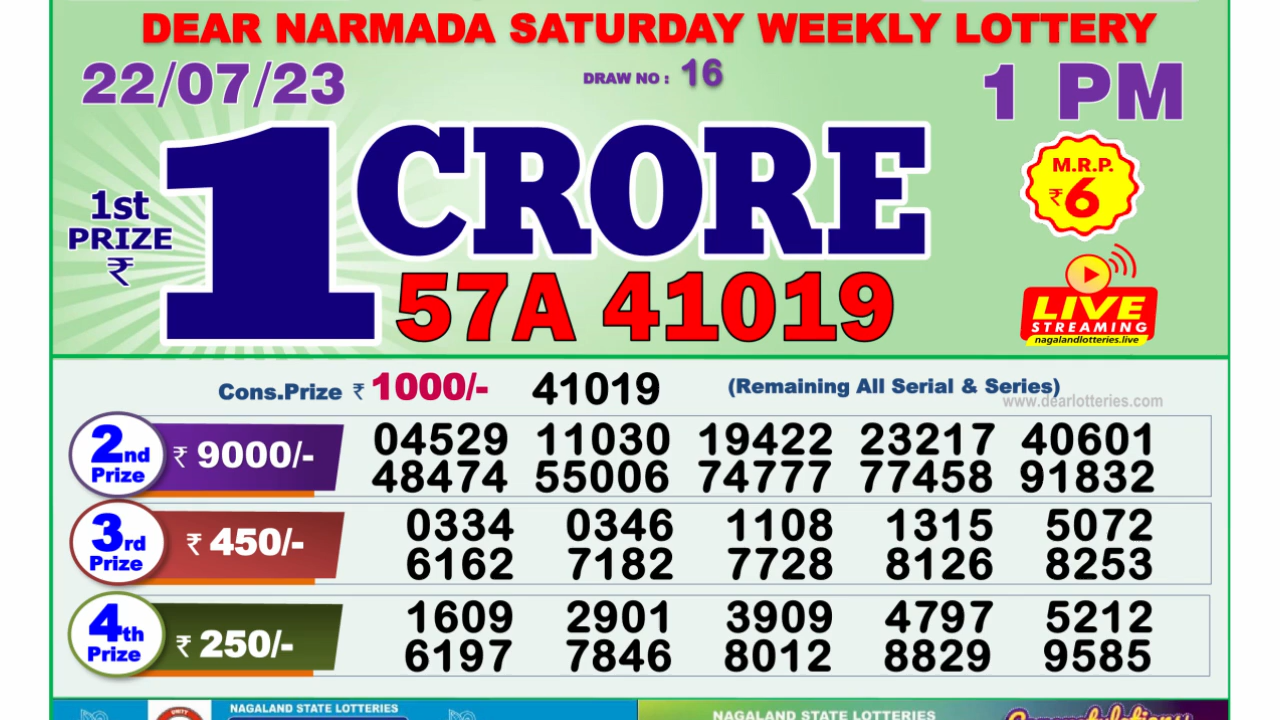 DEAR NARMADA SATURDAY WEEKLY LOTTERY
22/07/23
DRAW NO : 16
1 PM
1st
PRIZE
₹
1 CRORE
57A 41019
M.R.P.
₹ 6
LIVE
STREAMING
nagalandlotteries.live
Cons.Prize ₹ 1000/- 41019 (Remaining All Serial & Series)
www.dearlotteries.com
2nd Prize ₹ 9000/-
04529 11030 19422 23217 40601
48474 55006 74777 77458 91832
3rd Prize ₹ 450/-
0334 0346 1108 1315 5072
6162 7182 7728 8126 8253
4th Prize ₹ 250/-
1609 2901 3909 4797 5212
6197 7846 8012 8829 9585
NAGALAND STATE LOTTERIES
UNITY
NAGALAND STATE LOTTERIES